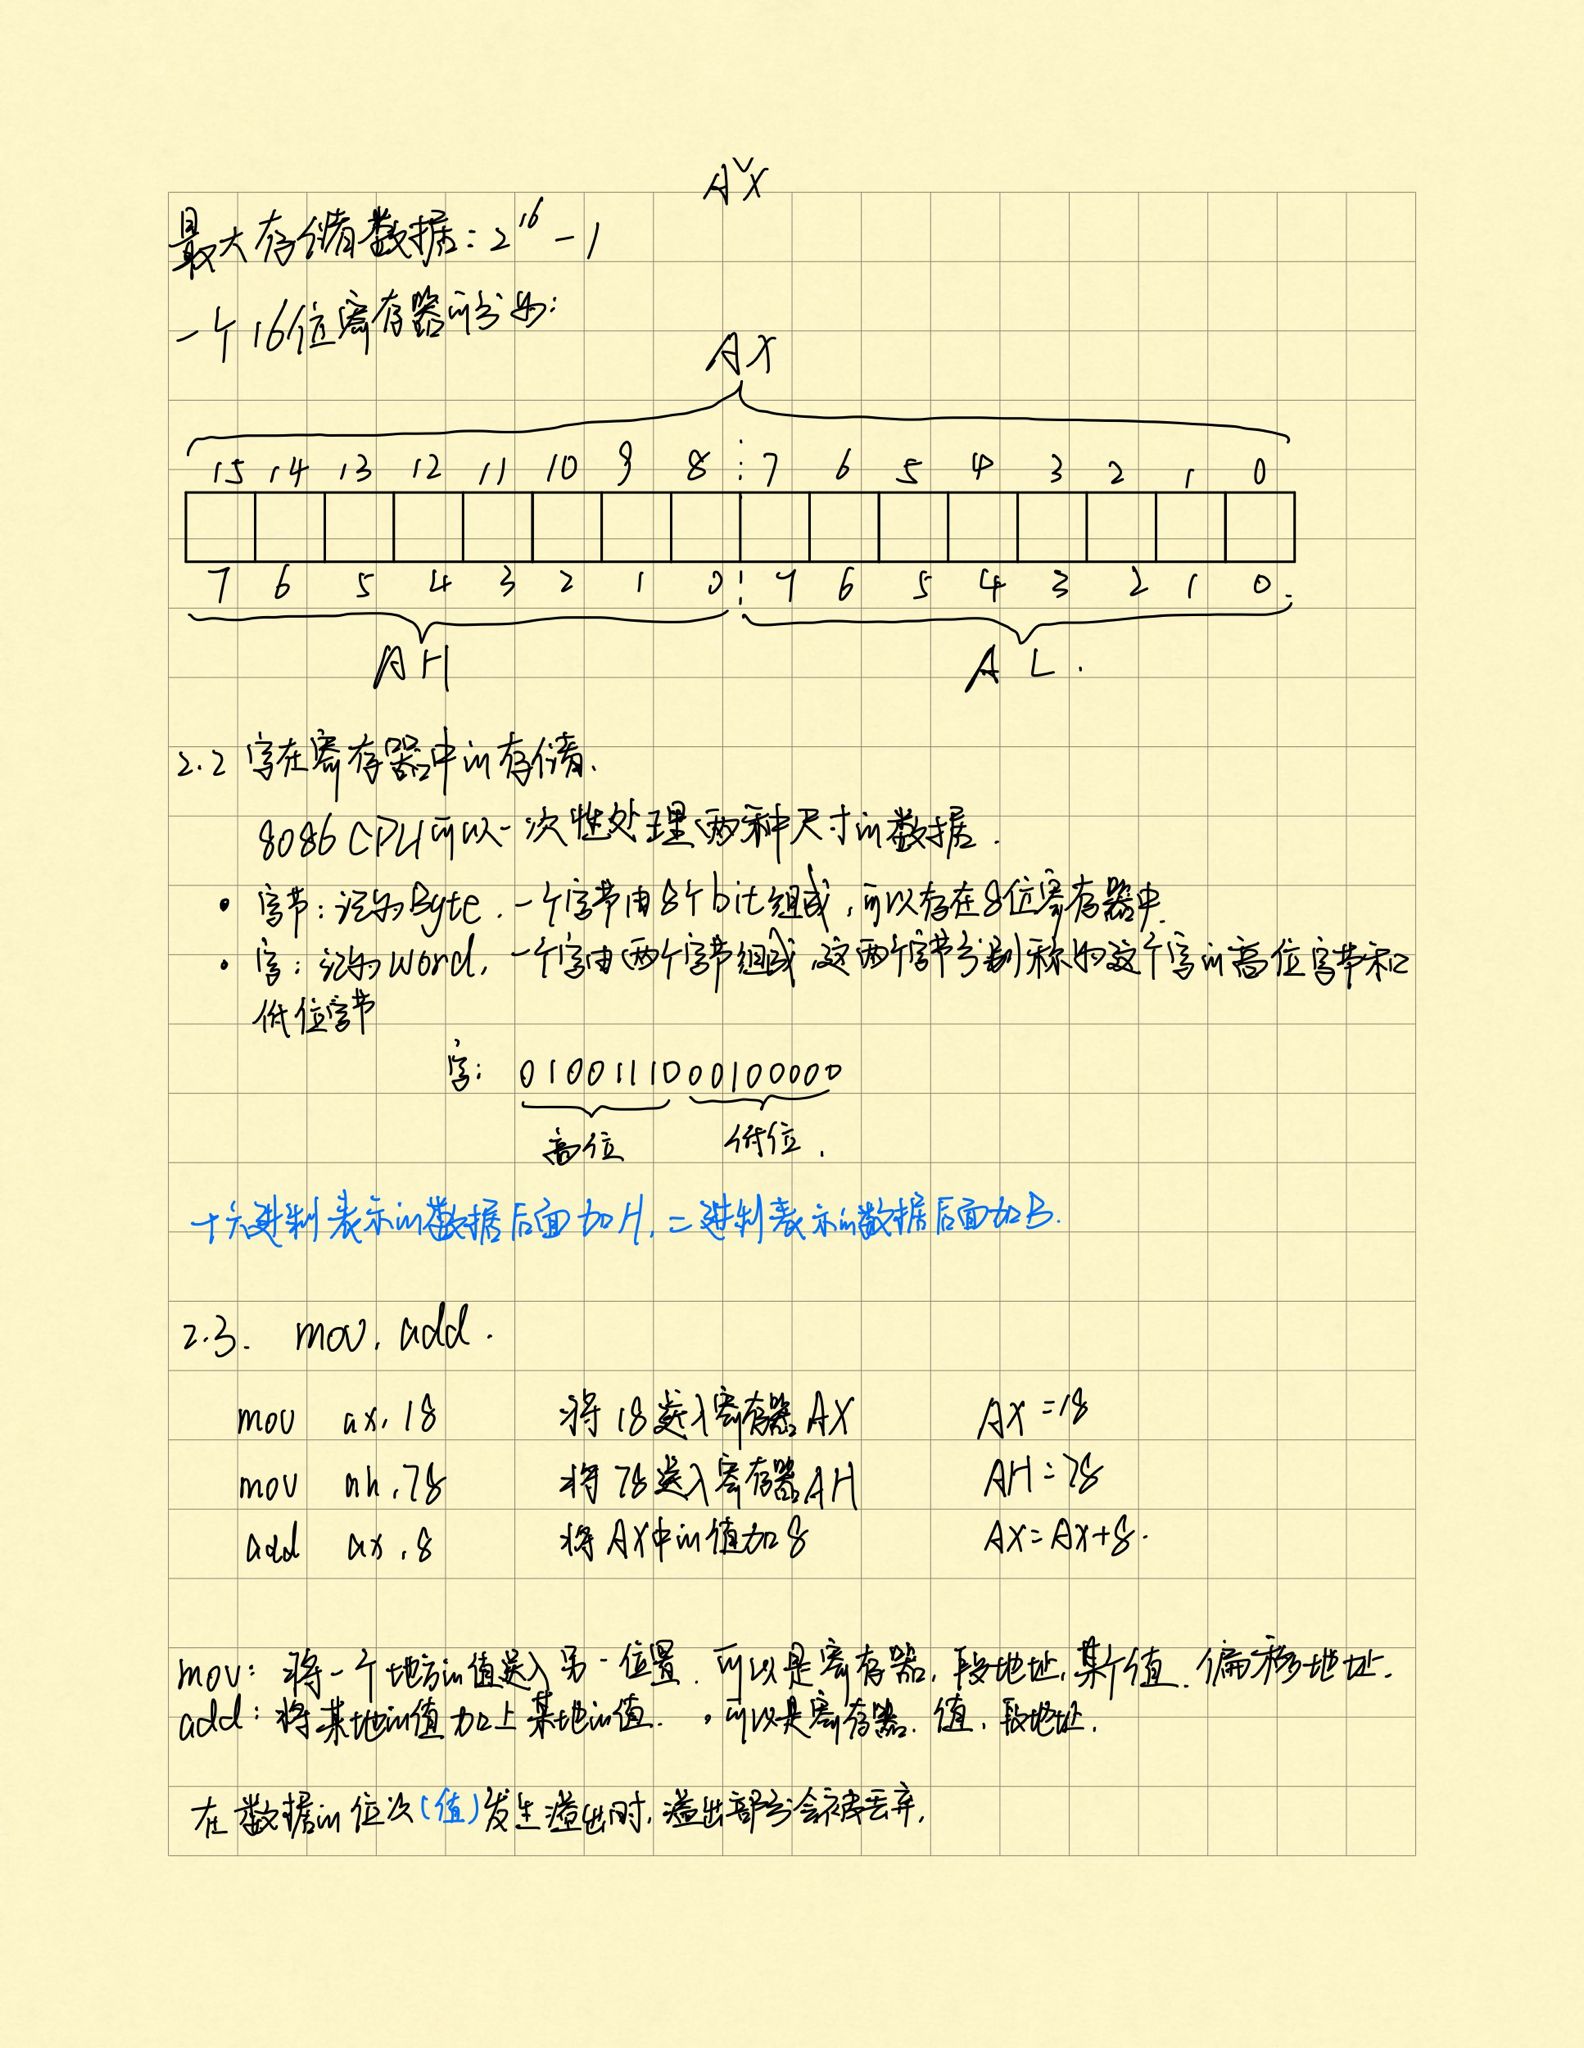 AX
最大存储数据：2^16-1
一个16位寄存器可分为：
AX
15 14 13 12 11 10 9 8 7 6 5 4 3 2 1 0
7 6 5 4 3 2 1 0 7 6 5 4 3 2 1 0
AH AL.
2.2 字在寄存器中的存储.
8086 CPU可以一次性处理两种尺寸的数据.
• 字节：记为Byte，一个字节由8个bit组成，可以存在8位寄存器中.
• 字：记为word，一个字由两个字节组成，这两个字节分别称为这个字的高位字节和
低位字节
字：0100111000100000
高位 低位.
十六进制表示的数据后面加H，二进制表示的数据后面加B.
2.3. mov, add.
mov ax, 18 将18送入寄存器AX AX=18
mov ah, 78 将78送入寄存器AH AH=78
add ax, 8 将AX中的值加8 AX=AX+8.
mov：将一个地方的值送入另一位置. 可以是寄存器，段地址，某个值、偏移地址.
add：将某地的值加上某地的值. 可以是寄存器、值、段地址.
在数据的位次（值）发生溢出时，溢出部分会被丢弃.